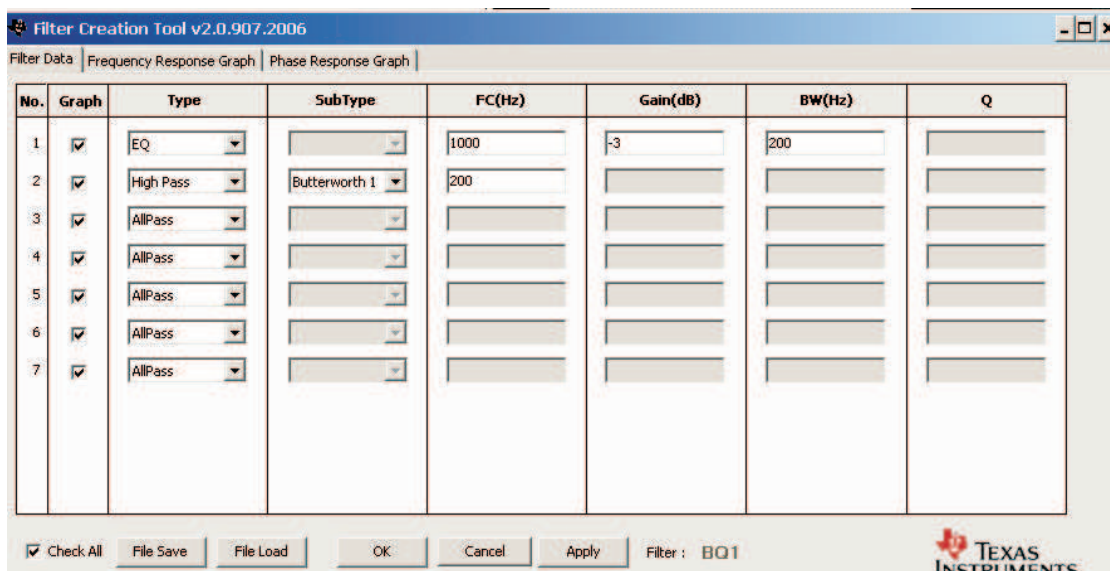 Filter Creation Tool v2.0.907.2006
Filter Data Frequency Response Graph Phase Response Graph
No. Graph Type SubType FC(Hz) Gain(dB) BW(Hz) Q
1 EQ 1000 -3 200
2 High Pass Butterworth 1 200
3 AllPass
4 AllPass
5 AllPass
6 AllPass
7 AllPass
Check All File Save File Load OK Cancel Apply Filter : BQ1
TEXAS
INSTRUMENTS